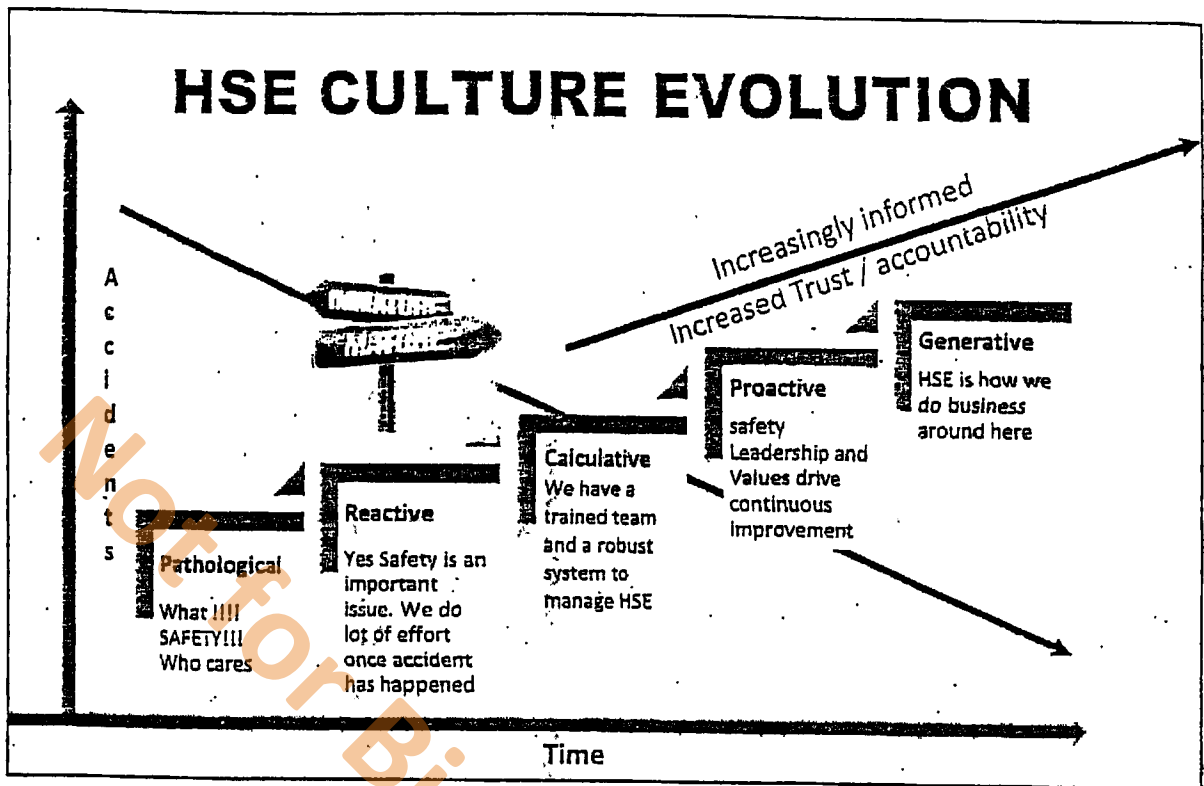 HSE CULTURE EVOLUTION
Accidents
Increasingly informed
Increased Trust / accountability
Pathological
What !!!!
SAFETY!!!
Who cares
Reactive
Yes Safety is an
important
issue. We do
lot of effort
once accident
has happened
Calculative
We have a
trained team
and a robust
system to
manage HSE
Proactive
safety
Leadership and
Values drive
continuous
improvement
Generative
HSE is how we
do business
around here
Time
Not for Bi